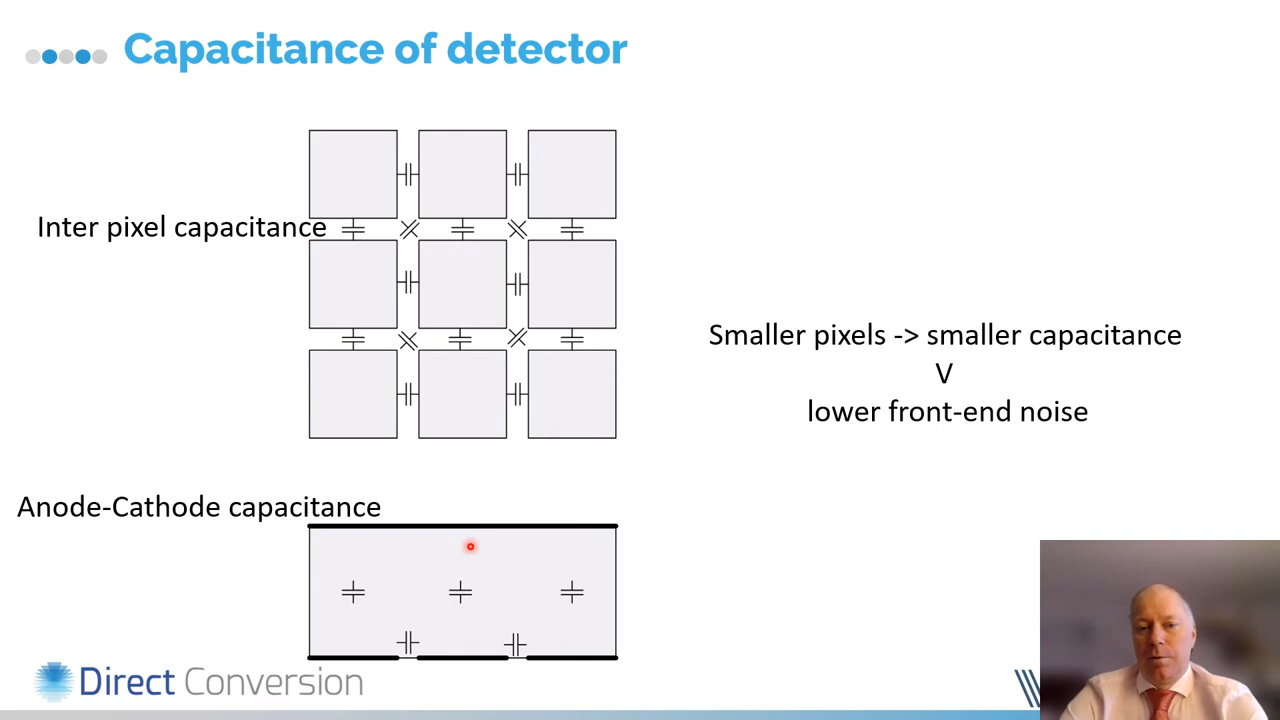 Capacitance of detector
Inter pixel capacitance
Smaller pixels -> smaller capacitance
V
lower front-end noise
Anode-Cathode capacitance
Direct Conversion